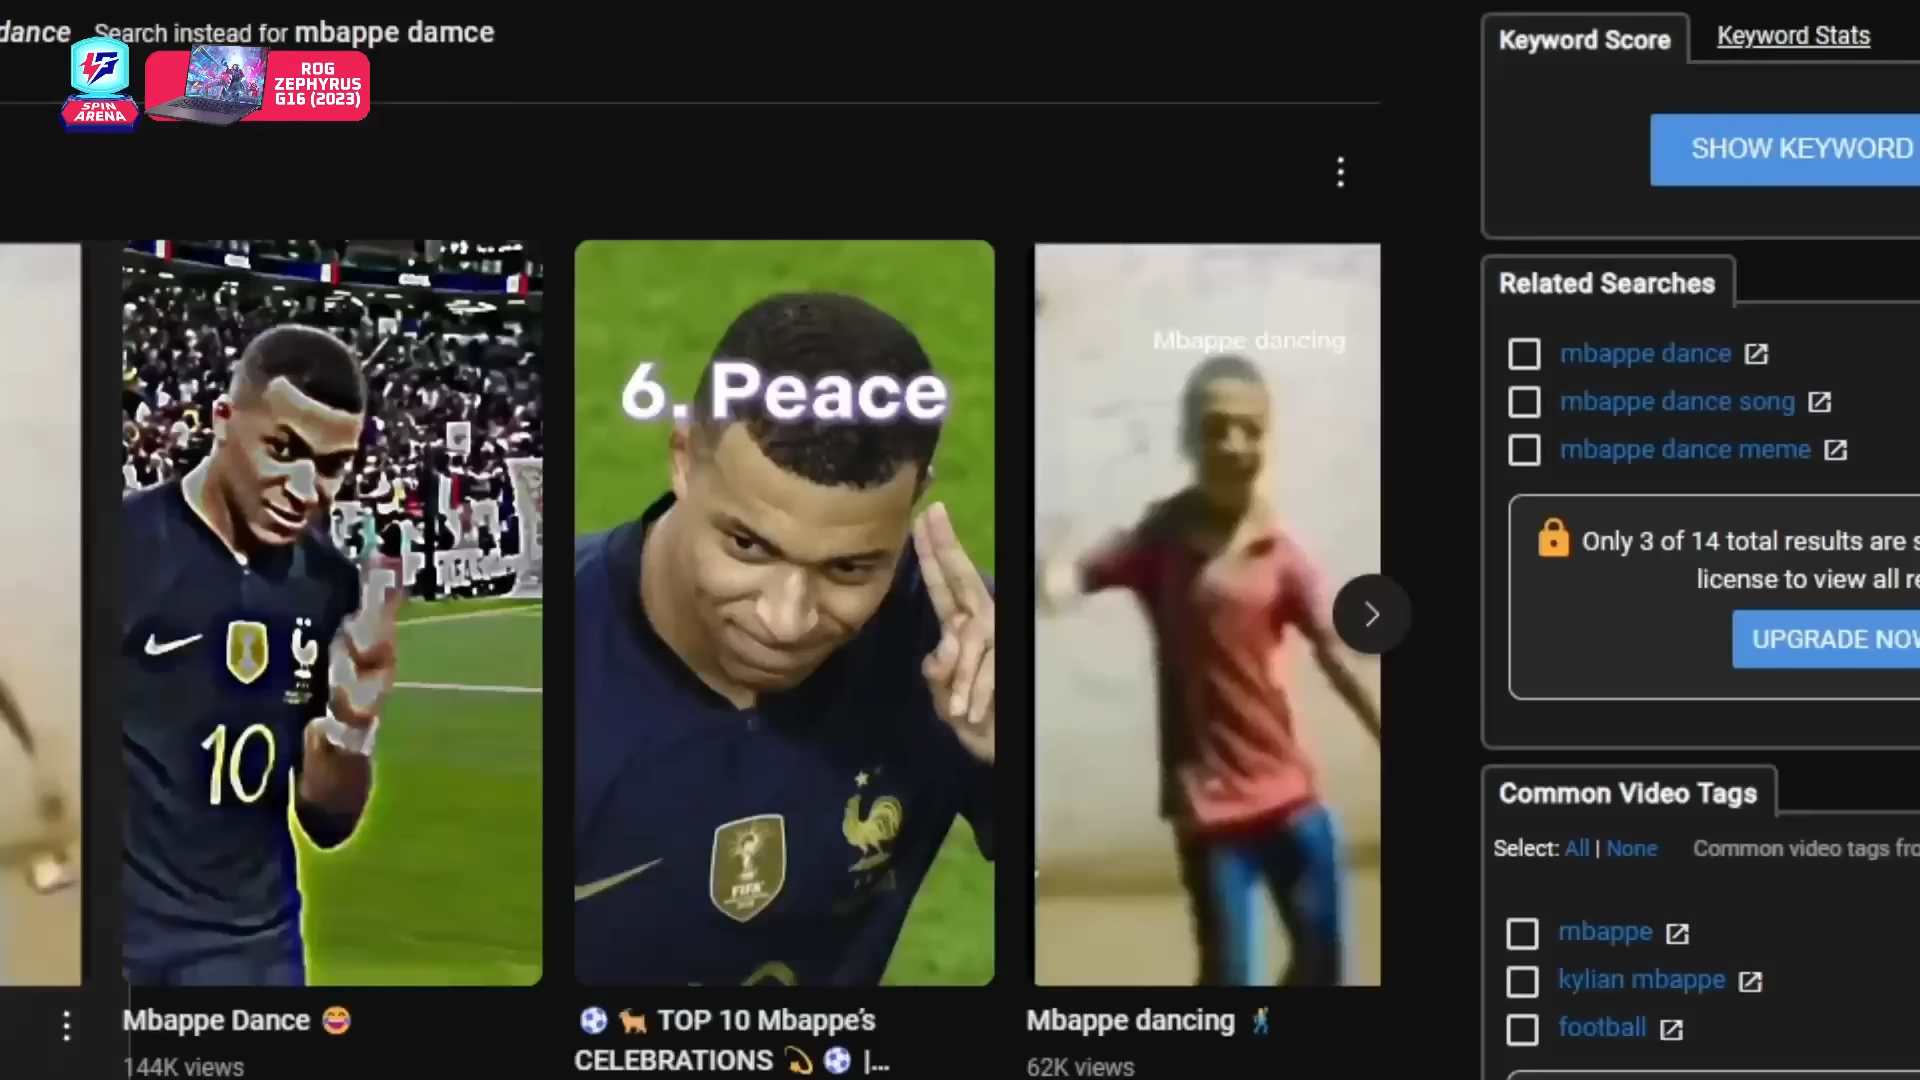 dance Search instead for mbappe damce
SPIN
ARENA
ROG
ZEPHYRUS
G16 (2023)
6. Peace
FIFA
10
Mbappe dancing
Mbappe Dance 😂
144K views
⚽ 🐐 TOP 10 Mbappe's
CELEBRATIONS 💫 ⚽ |...
Mbappe dancing 🕺
62K views
Keyword Score
Keyword Stats
SHOW KEYWORD
Related Searches
mbappe dance
mbappe dance song
mbappe dance meme
Only 3 of 14 total results are s
license to view all re
UPGRADE NOW
Common Video Tags
Select: All | None Common video tags fro
mbappe
kylian mbappe
football